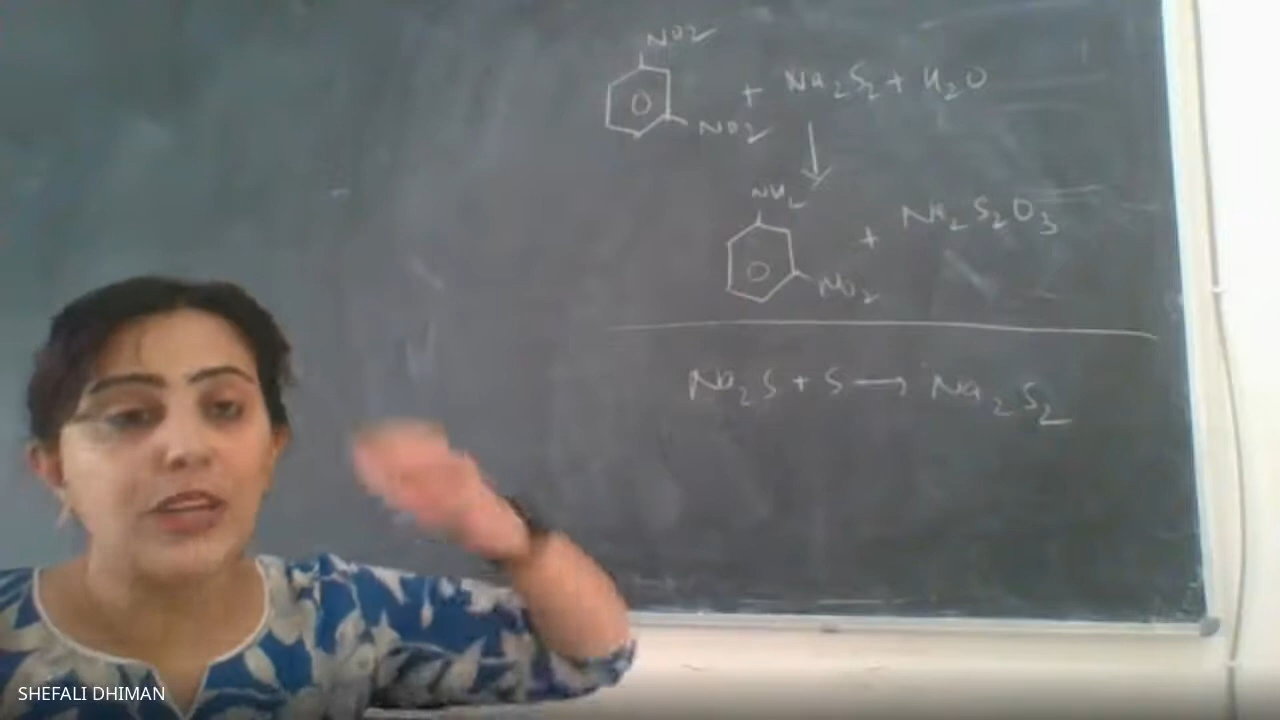 NO2
+ Na2S2 + H2O
NO2
NH2
+ Na2S2O3
NO2
Na2S + S → Na2S2
SHEFALI DHIMAN